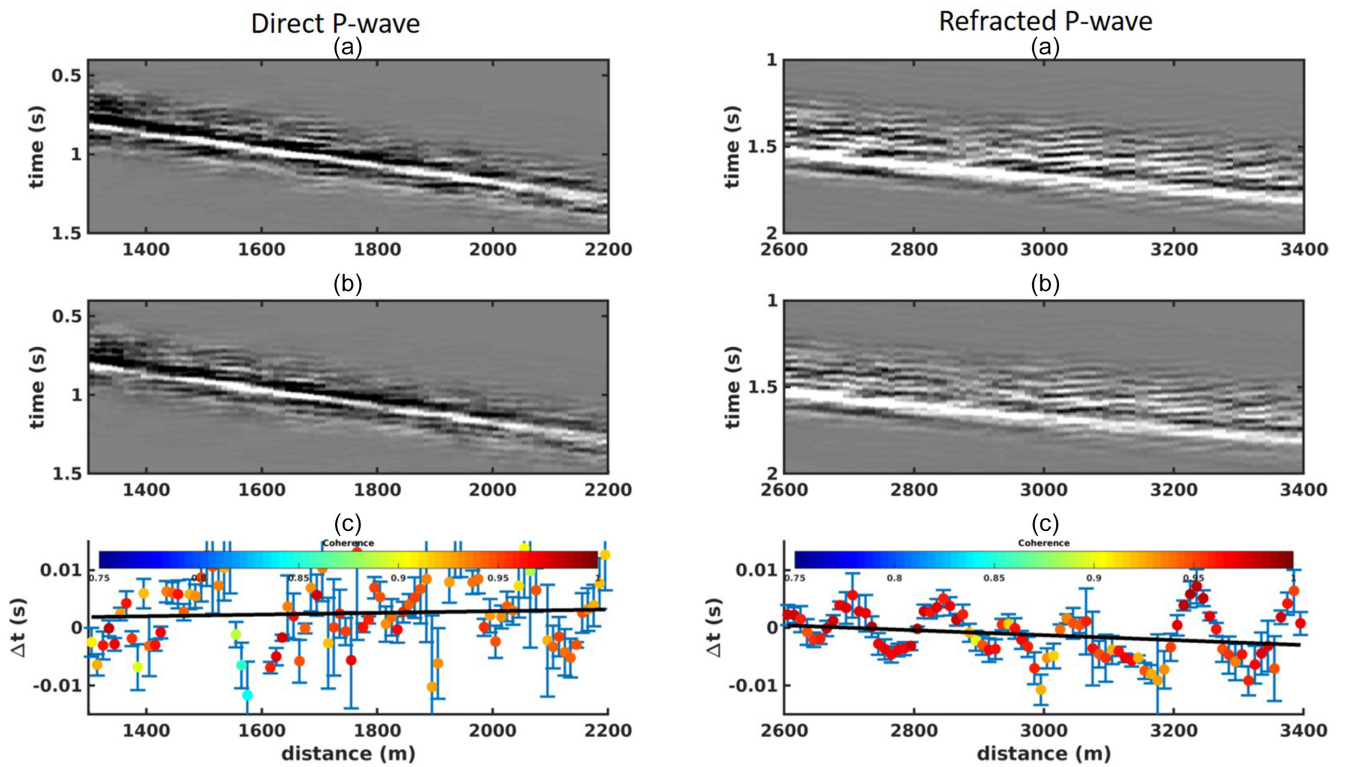 Direct P-wave
(a)
0.5
1
1.5
time (s)
1400 1600 1800 2000 2200
(b)
0.5
1
1.5
time (s)
1400 1600 1800 2000 2200
(c)
Coherence
0.75 0.8 0.85 0.9 0.95 1
0.01
0
-0.01
Δt (s)
1400 1600 1800 2000 2200
distance (m)
Refracted P-wave
(a)
1
1.5
2
time (s)
2600 2800 3000 3200 3400
(b)
1
1.5
2
time (s)
2600 2800 3000 3200 3400
(c)
Coherence
0.75 0.8 0.85 0.9 0.95 1
0.01
0
-0.01
Δt (s)
2600 2800 3000 3200 3400
distance (m)